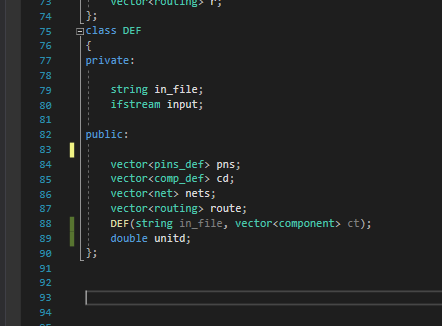 73 vector<routing> r;
74 };
75 class DEF
76 {
77 private:
78
79 string in_file;
80 ifstream input;
81
82 public:
83
84 vector<pins_def> pns;
85 vector<comp_def> cd;
86 vector<net> nets;
87 vector<routing> route;
88 DEF(string in_file, vector<component> ct);
89 double unitd;
90 };
91
92
93
94
95